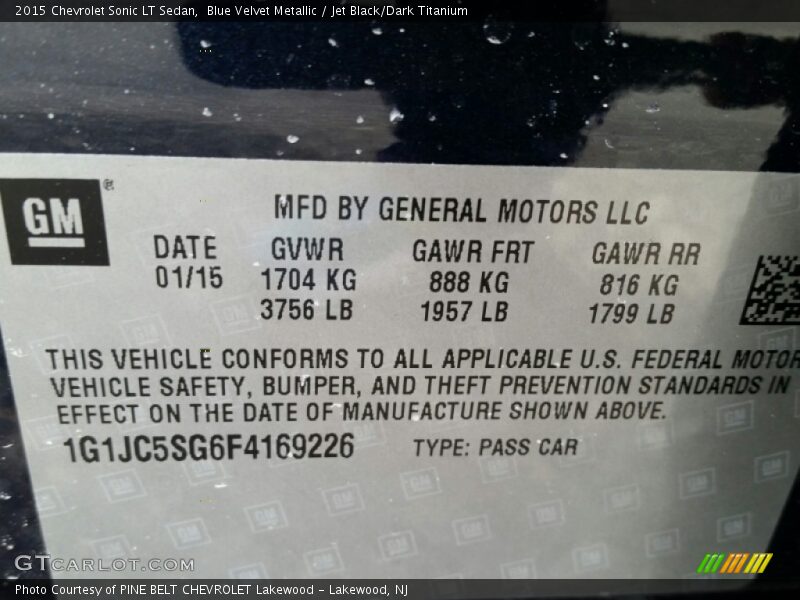 2015 Chevrolet Sonic LT Sedan,  Blue Velvet Metallic / Jet Black/Dark Titanium
GM ®
MFD BY GENERAL MOTORS LLC
DATE GVWR GAWR FRT GAWR RR
01/15 1704 KG 888 KG 816 KG
3756 LB 1957 LB 1799 LB
THIS VEHICLE CONFORMS TO ALL APPLICABLE U.S. FEDERAL MOTOR
VEHICLE SAFETY, BUMPER, AND THEFT PREVENTION STANDARDS IN
EFFECT ON THE DATE OF MANUFACTURE SHOWN ABOVE.
1G1JC5SG6F4169226 TYPE: PASS CAR
GTCARLOT.COM
Photo Courtesy of PINE BELT CHEVROLET Lakewood - Lakewood, NJ